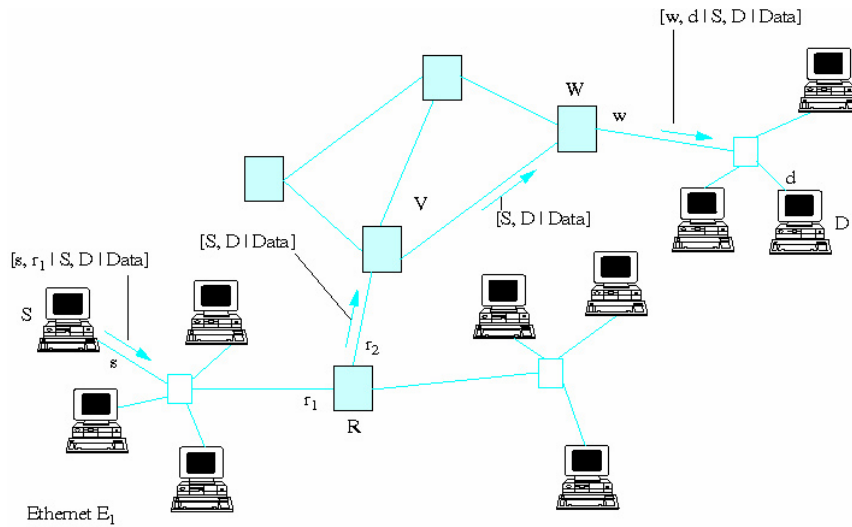 [w, d | S, D | Data]
W
w
d
D
V
[S, D | Data]
[S, D | Data]
[s, r₁ | S, D | Data]
S
s
r₂
r₁
R
Ethernet E₁